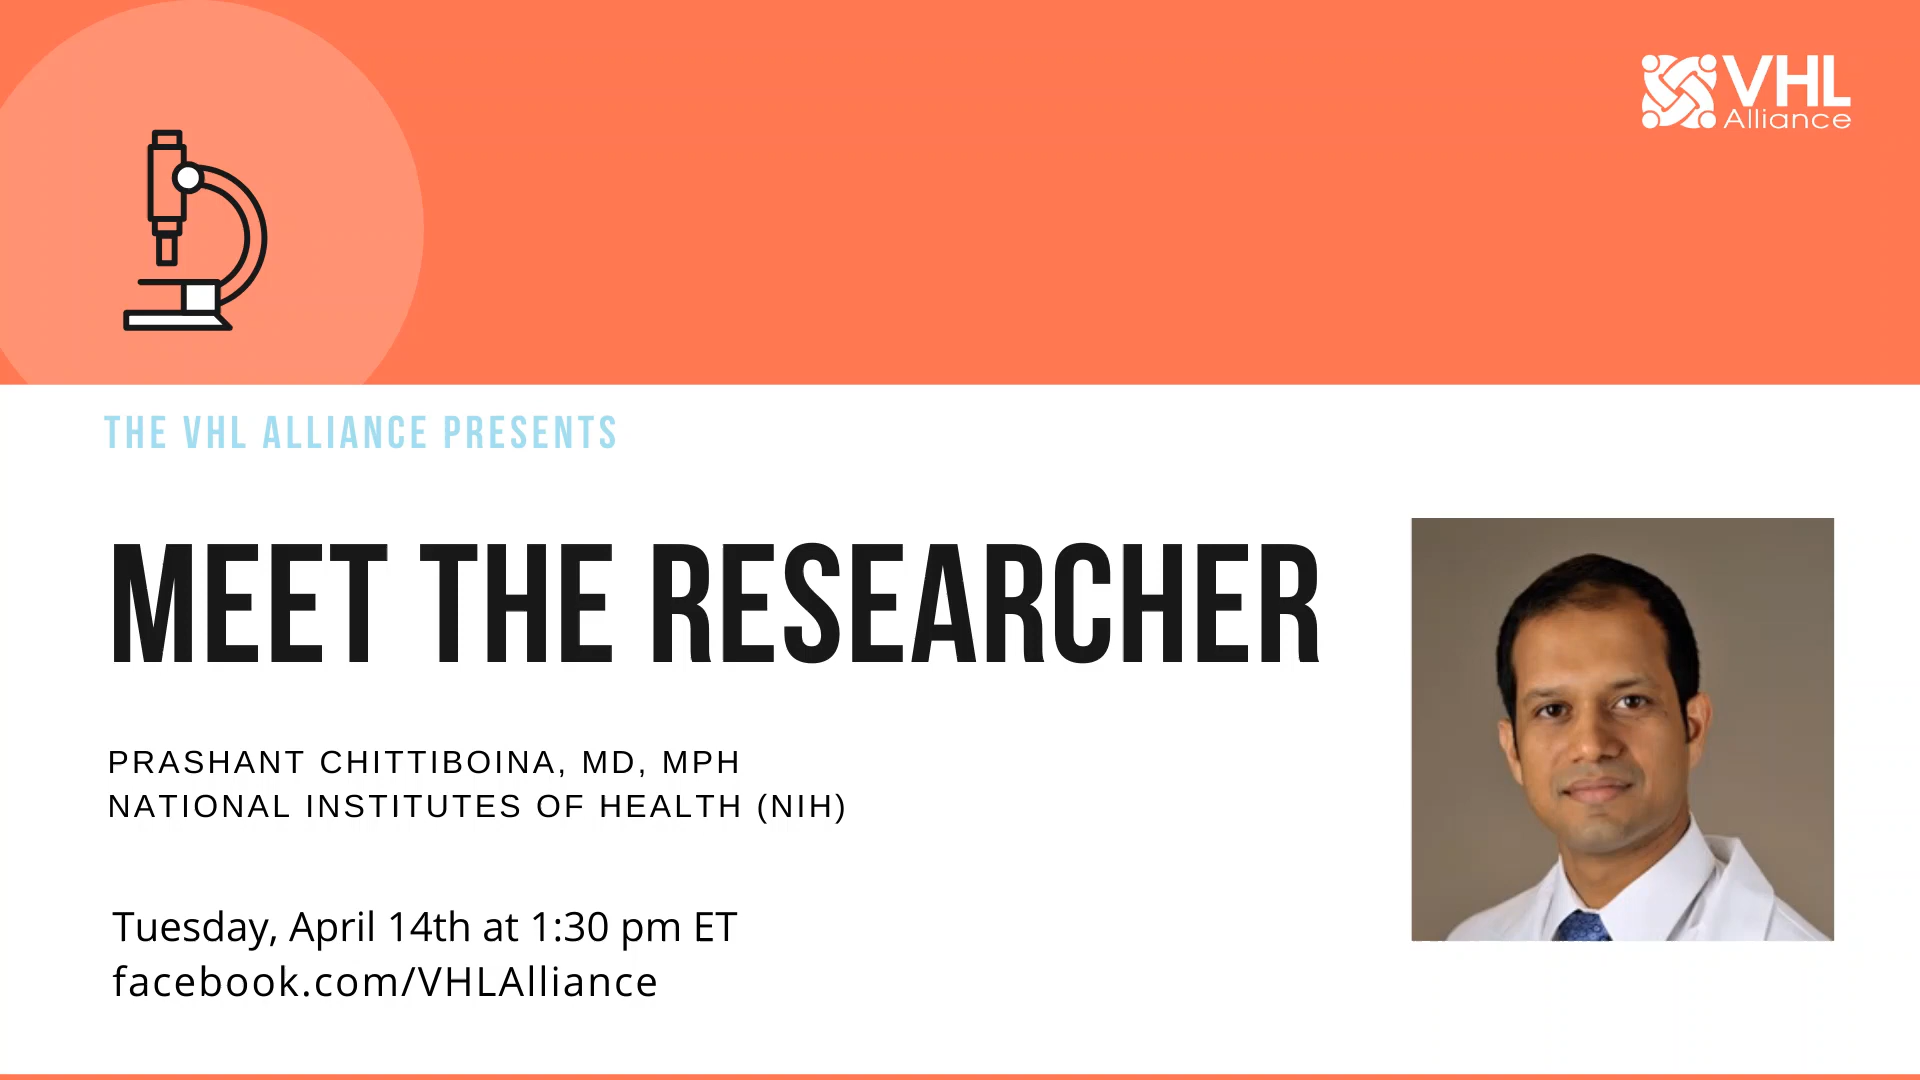 VHL
Alliance
THE VHL ALLIANCE PRESENTS
MEET THE RESEARCHER
PRASHANT CHITTIBOINA, MD, MPH
NATIONAL INSTITUTES OF HEALTH (NIH)
Tuesday, April 14th at 1:30 pm ET
facebook.com/VHLAlliance